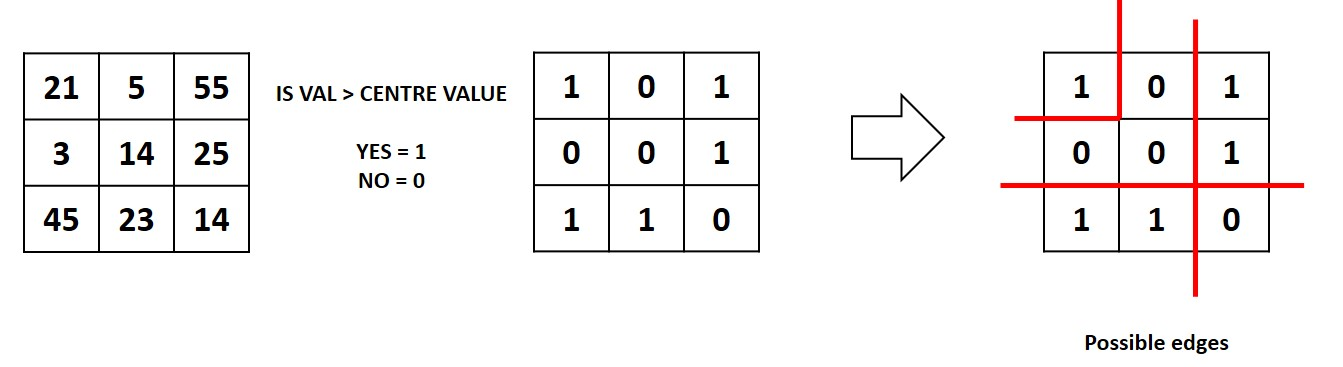 21 5 55
3 14 25
45 23 14
IS VAL > CENTRE VALUE
YES = 1
NO = 0
1 0 1
0 0 1
1 1 0
1 0 1
0 0 1
1 1 0
Possible edges